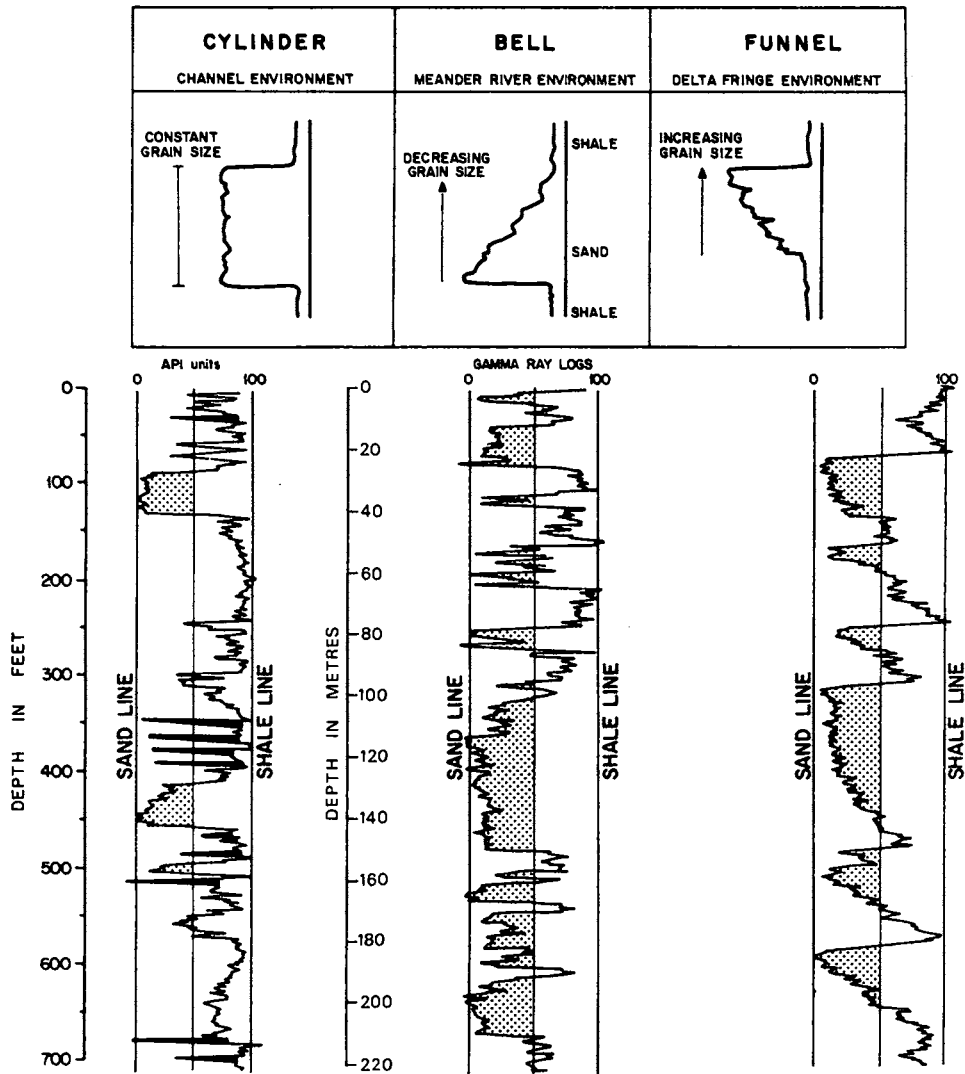 CYLINDER
CHANNEL ENVIRONMENT
BELL
MEANDER RIVER ENVIRONMENT
FUNNEL
DELTA FRINGE ENVIRONMENT
CONSTANT
GRAIN SIZE
DECREASING
GRAIN SIZE
SHALE
SAND
SHALE
INCREASING
GRAIN SIZE
API units
GAMMA RAY LOGS
0 100
0 100
0 100
DEPTH IN FEET
0
100
200
300
400
500
600
700
SAND LINE
SHALE LINE
DEPTH IN METRES
0
20
40
60
80
100
120
140
160
180
200
220
SAND LINE
SHALE LINE
SAND LINE
SHALE LINE